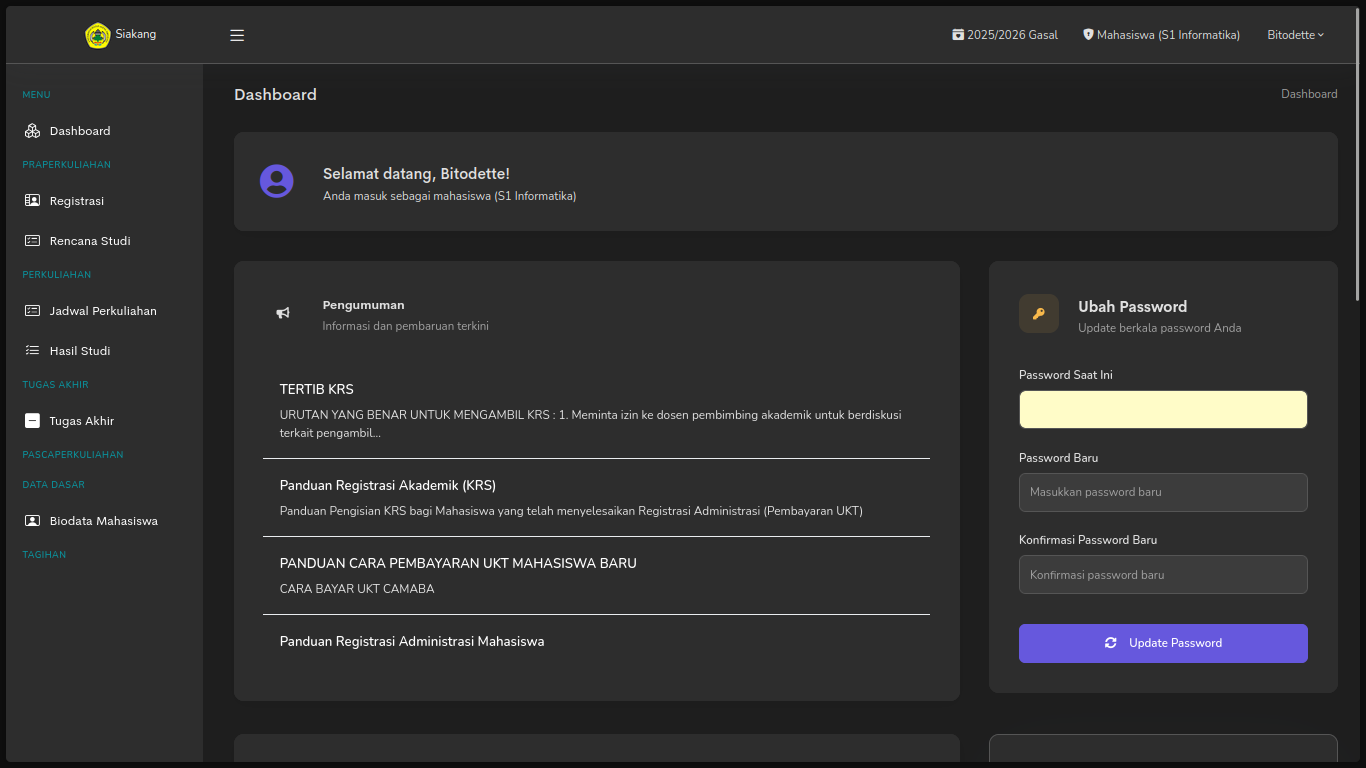 Siakang
2025/2026 Gasal
Mahasiswa (S1 Informatika)
Bitodette
MENU
Dashboard
PRAPERKULIAHAN
Registrasi
Rencana Studi
PERKULIAHAN
Jadwal Perkuliahan
Hasil Studi
TUGAS AKHIR
Tugas Akhir
PASCAPERKULIAHAN
DATA DASAR
Biodata Mahasiswa
TAGIHAN
Dashboard
Dashboard
Selamat datang, Bitodette!
Anda masuk sebagai mahasiswa (S1 Informatika)
Pengumuman
Informasi dan pembaruan terkini
TERTIB KRS
URUTAN YANG BENAR UNTUK MENGAMBIL KRS : 1. Meminta izin ke dosen pembimbing akademik untuk berdiskusi
terkait pengambil...
Panduan Registrasi Akademik (KRS)
Panduan Pengisian KRS bagi Mahasiswa yang telah menyelesaikan Registrasi Administrasi (Pembayaran UKT)
PANDUAN CARA PEMBAYARAN UKT MAHASISWA BARU
CARA BAYAR UKT CAMABA
Panduan Registrasi Administrasi Mahasiswa
Ubah Password
Update berkala password Anda
Password Saat Ini
Password Baru
Masukkan password baru
Konfirmasi Password Baru
Konfirmasi password baru
Update Password